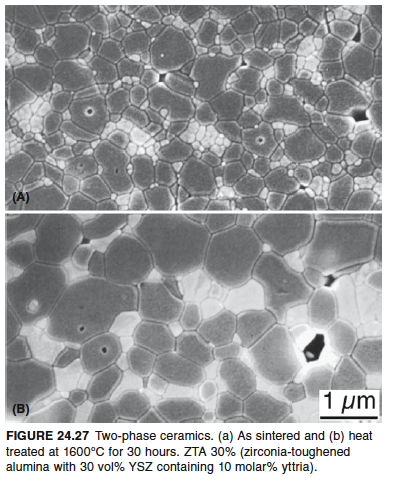 (A)
(B)
1 μm
FIGURE 24.27 Two-phase ceramics. (a) As sintered and (b) heat
treated at 1600°C for 30 hours. ZTA 30% (zirconia-toughened
alumina with 30 vol% YSZ containing 10 molar% yttria).